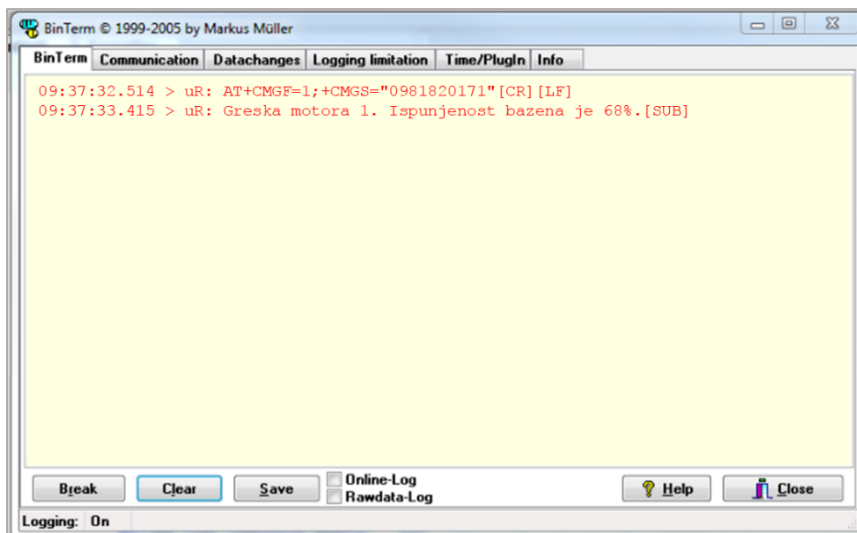 BinTerm © 1999-2005 by Markus Müller
BinTerm Communication Datachanges Logging limitation Time/PlugIn Info
09:37:32.514 > uR: AT+CMGF=1;+CMGS="0981820171"[CR][LF]
09:37:33.415 > uR: Greska motora 1. Ispunjenost bazena je 68%.[SUB]
Break Clear Save Online-Log Help Close
Rawdata-Log
Logging: On